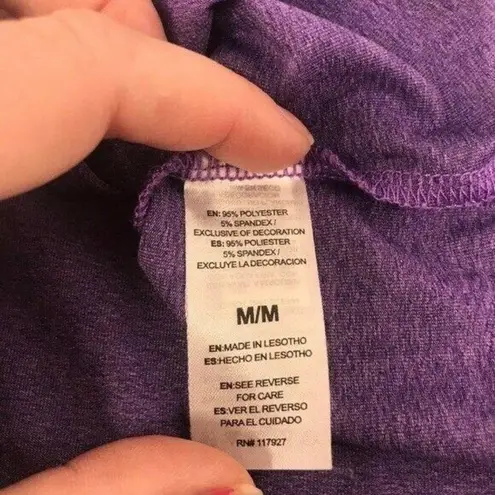 EN: 95% POLYESTER
5% SPANDEX/
EXCLUSIVE OF DECORATION
ES: 95% POLIESTER
5% SPANDEX/
EXCLUYE LA DECORACION
M/M
EN:MADE IN LESOTHO
ES:HECHO EN LESOTHO
EN:SEE REVERSE
FOR CARE
ES:VER EL REVERSO
PARA EL CUIDADO
RN# 117927